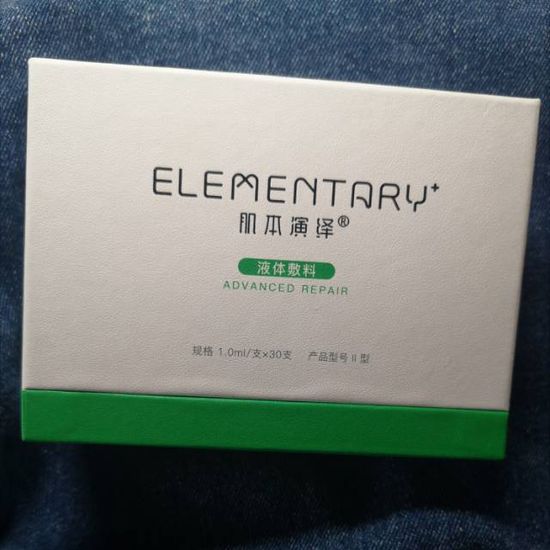 ELEMENTARY+
肌本演绎®
液体敷料
ADVANCED REPAIR
规格 1.0ml/支×30支 产品型号 II 型